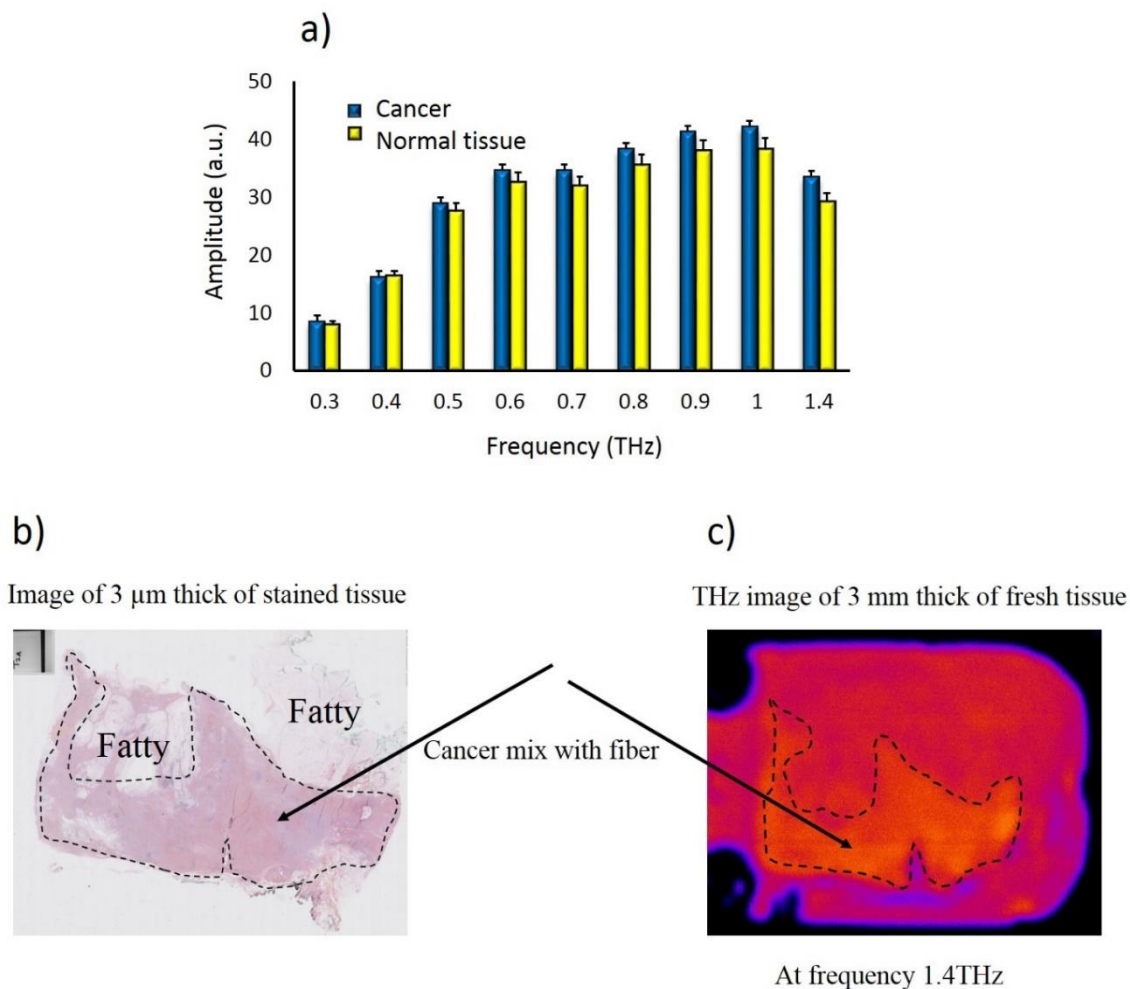 a)
50
40
30
20
10
0
Amplitude (a.u.)
Cancer
Normal tissue
0.3 0.4 0.5 0.6 0.7 0.8 0.9 1 1.4
Frequency (THz)
b)
Image of 3 µm thick of stained tissue
Fatty
Fatty
Cancer mix with fiber
c)
THz image of 3 mm thick of fresh tissue
At frequency 1.4THz